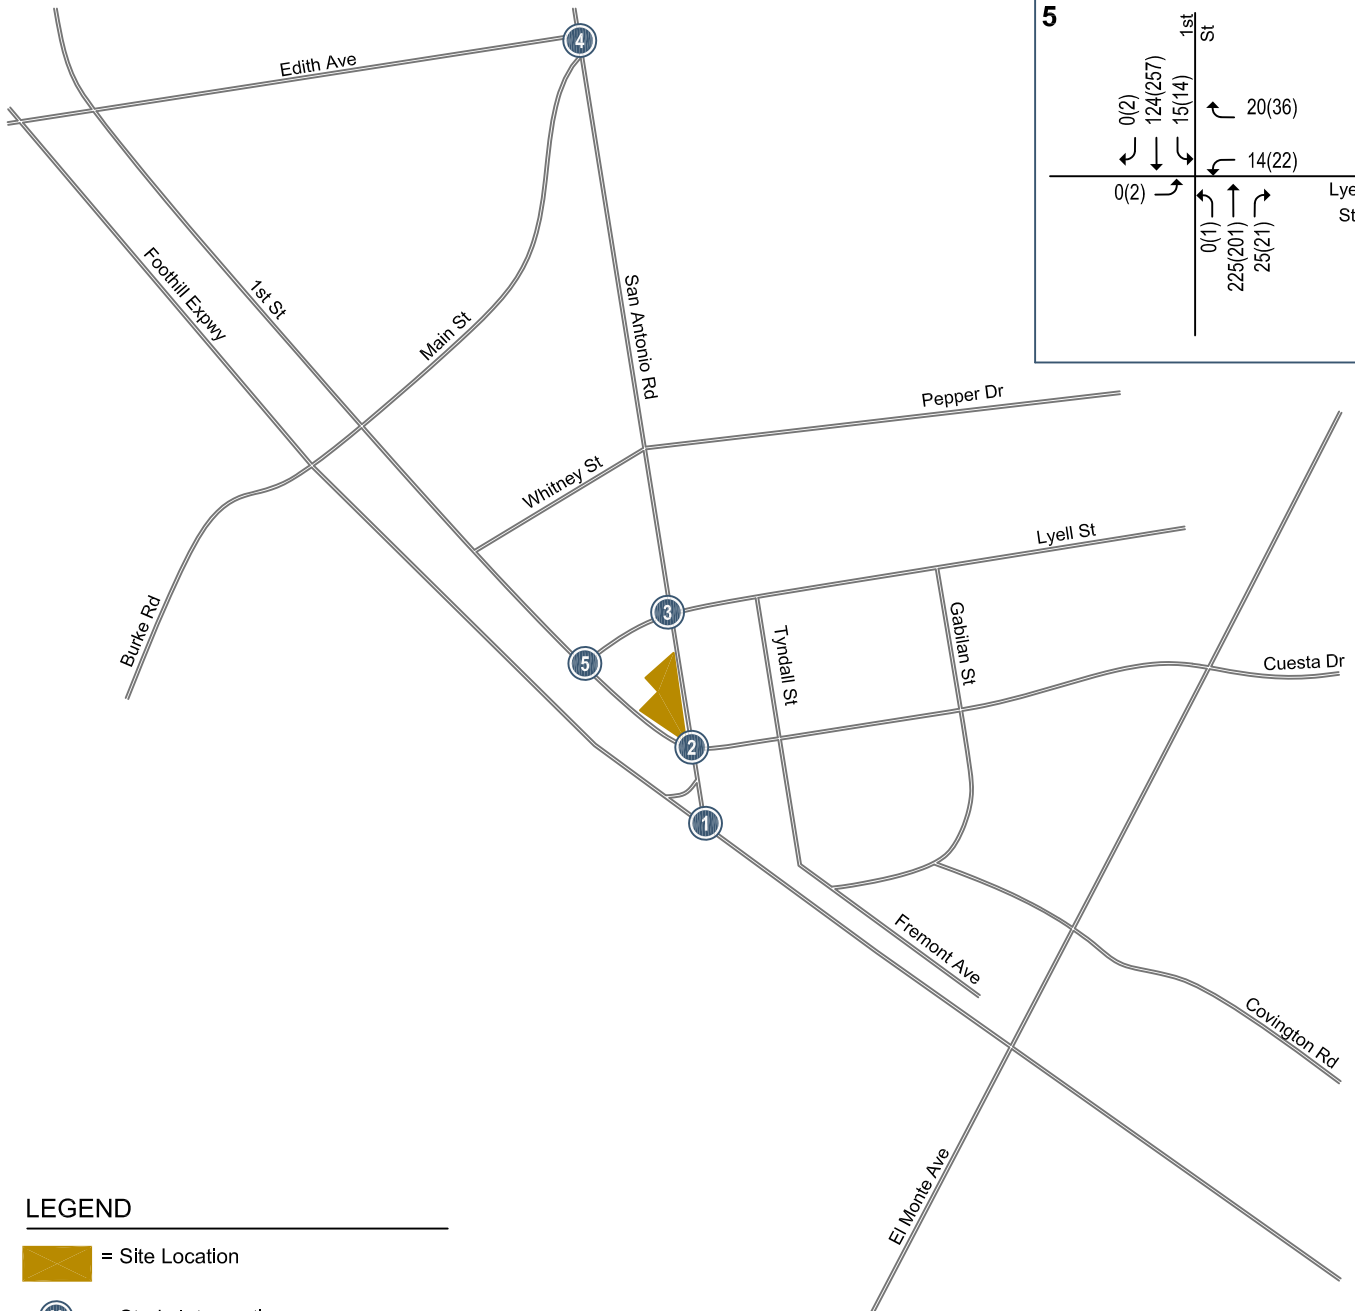 5
1st
St
0(2)
124(257)
15(14)
20(36)
14(22)
0(2)
Lye
St
0(1)
225(201)
25(21)
4
Edith Ave
Foothill Expwy
1st St
Main St
San Antonio Rd
Pepper Dr
Whitney St
Lyell St
Burke Rd
3
5
Tyndall St
Gabilan St
Cuesta Dr
2
1
Fremont Ave
Covington Rd
El Monte Ave
LEGEND
= Site Location